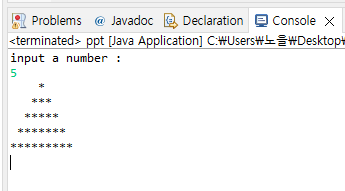 Problems @ Javadoc Declaration Console
<terminated> ppt [Java Application] C:₩Users₩노을₩Desktop₩
input a number :
5
    *
   ***
  *****
 *******
*********